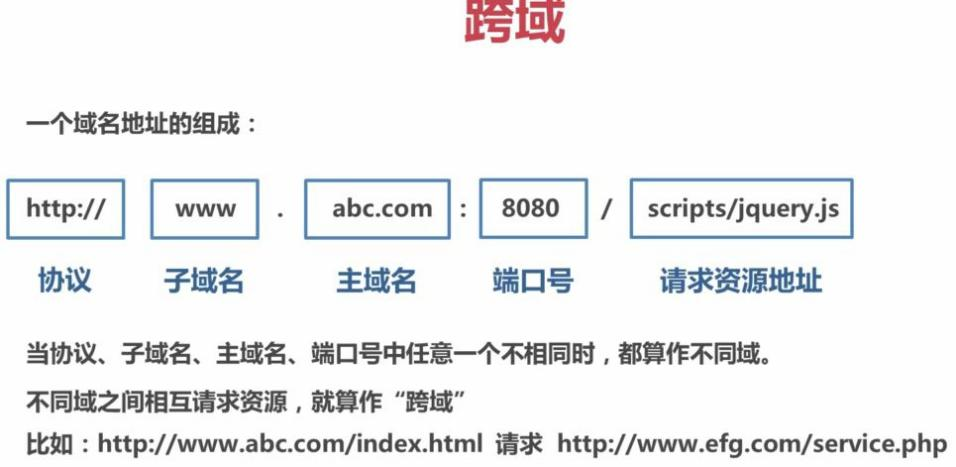 跨域
一个域名地址的组成：
http:// www . abc.com : 8080 / scripts/jquery.js
协议 子域名 主域名 端口号 请求资源地址
当协议、子域名、主域名、端口号中任意一个不相同时，都算作不同域。
不同域之间相互请求资源，就算作“跨域”
比如：http://www.abc.com/index.html 请求 http://www.efg.com/service.php